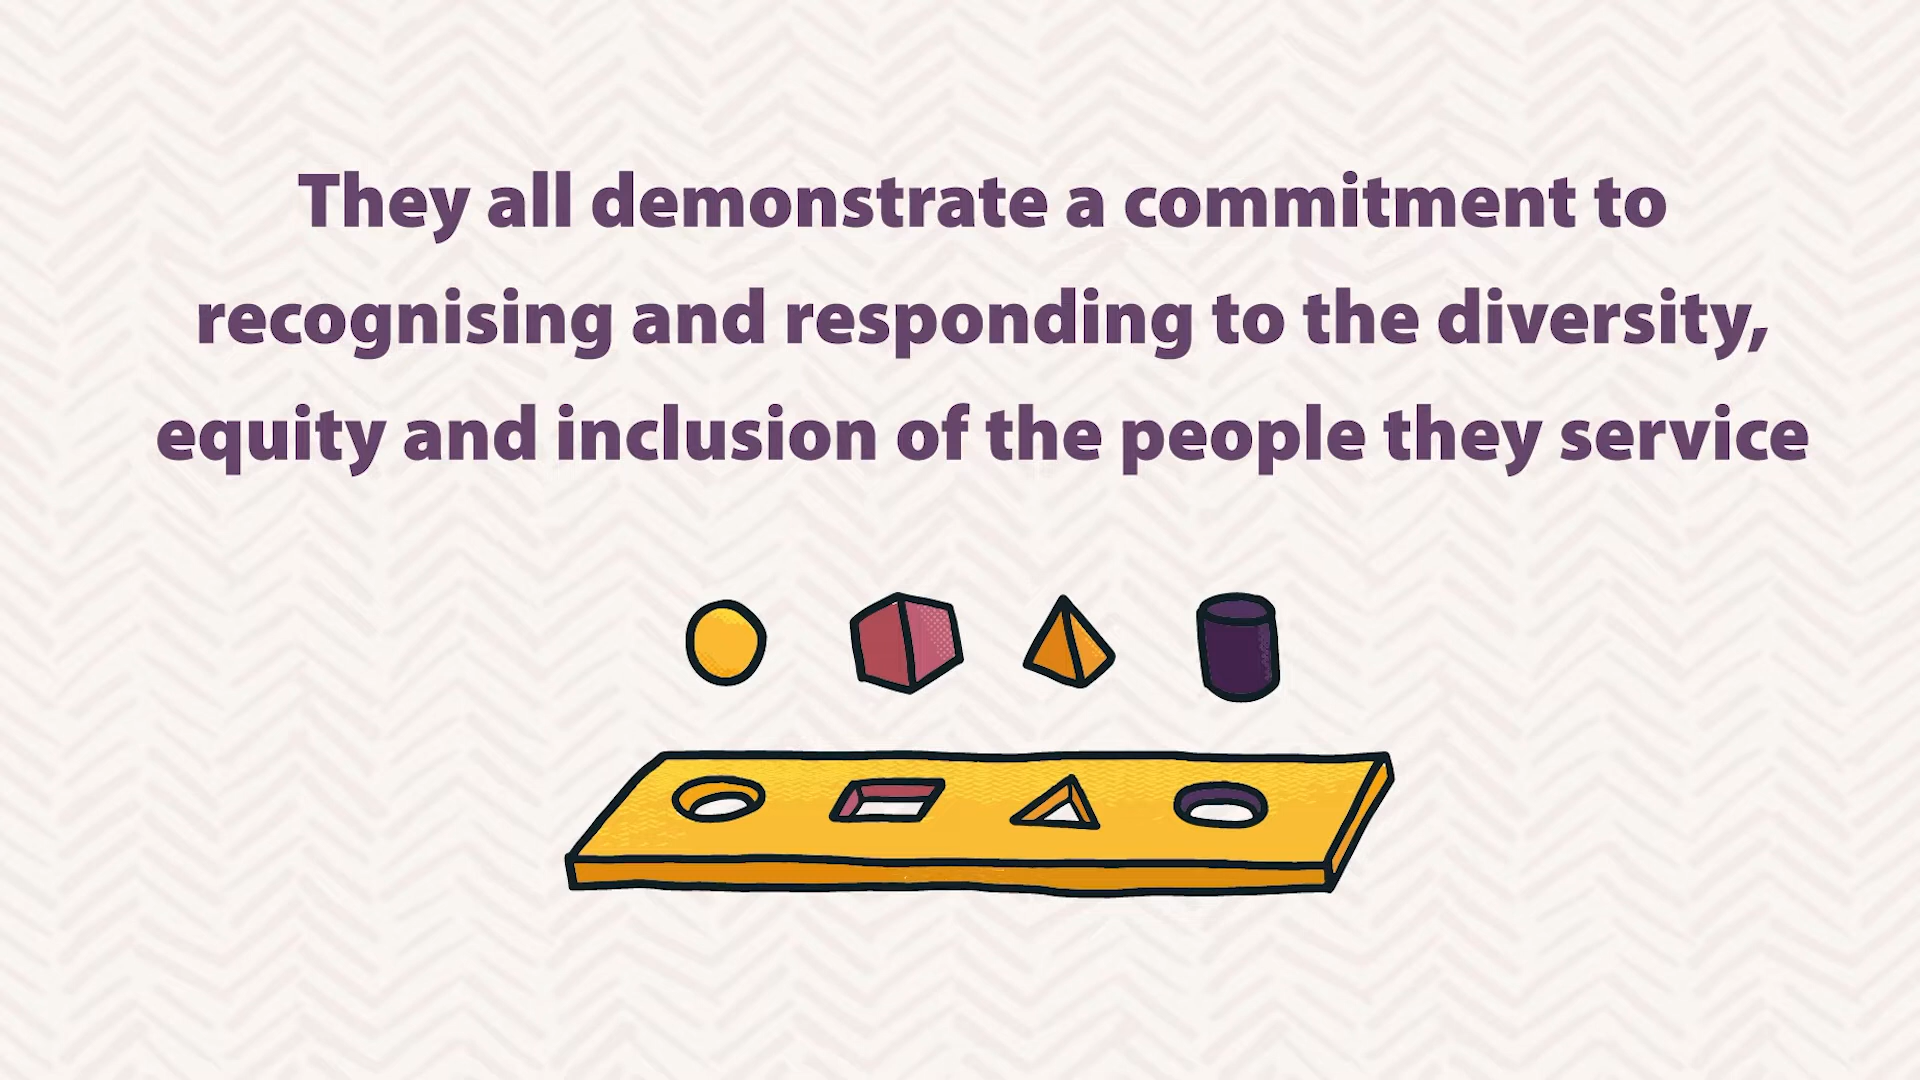 They all demonstrate a commitment to
recognising and responding to the diversity,
equity and inclusion of the people they service